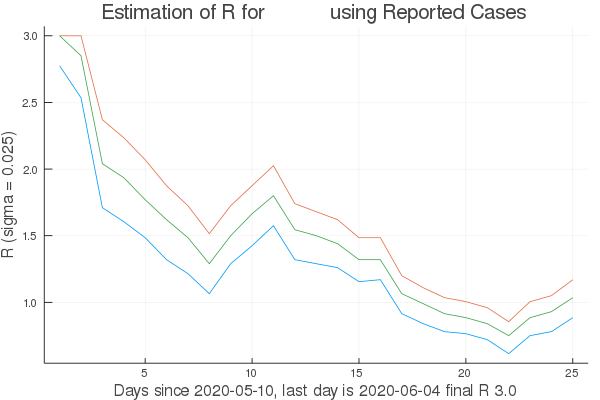 Estimation of R for using Reported Cases
3.0
2.5
2.0
1.5
1.0
R (sigma = 0.025)
5 10 15 20 25
Days since 2020-05-10, last day is 2020-06-04 final R 3.0